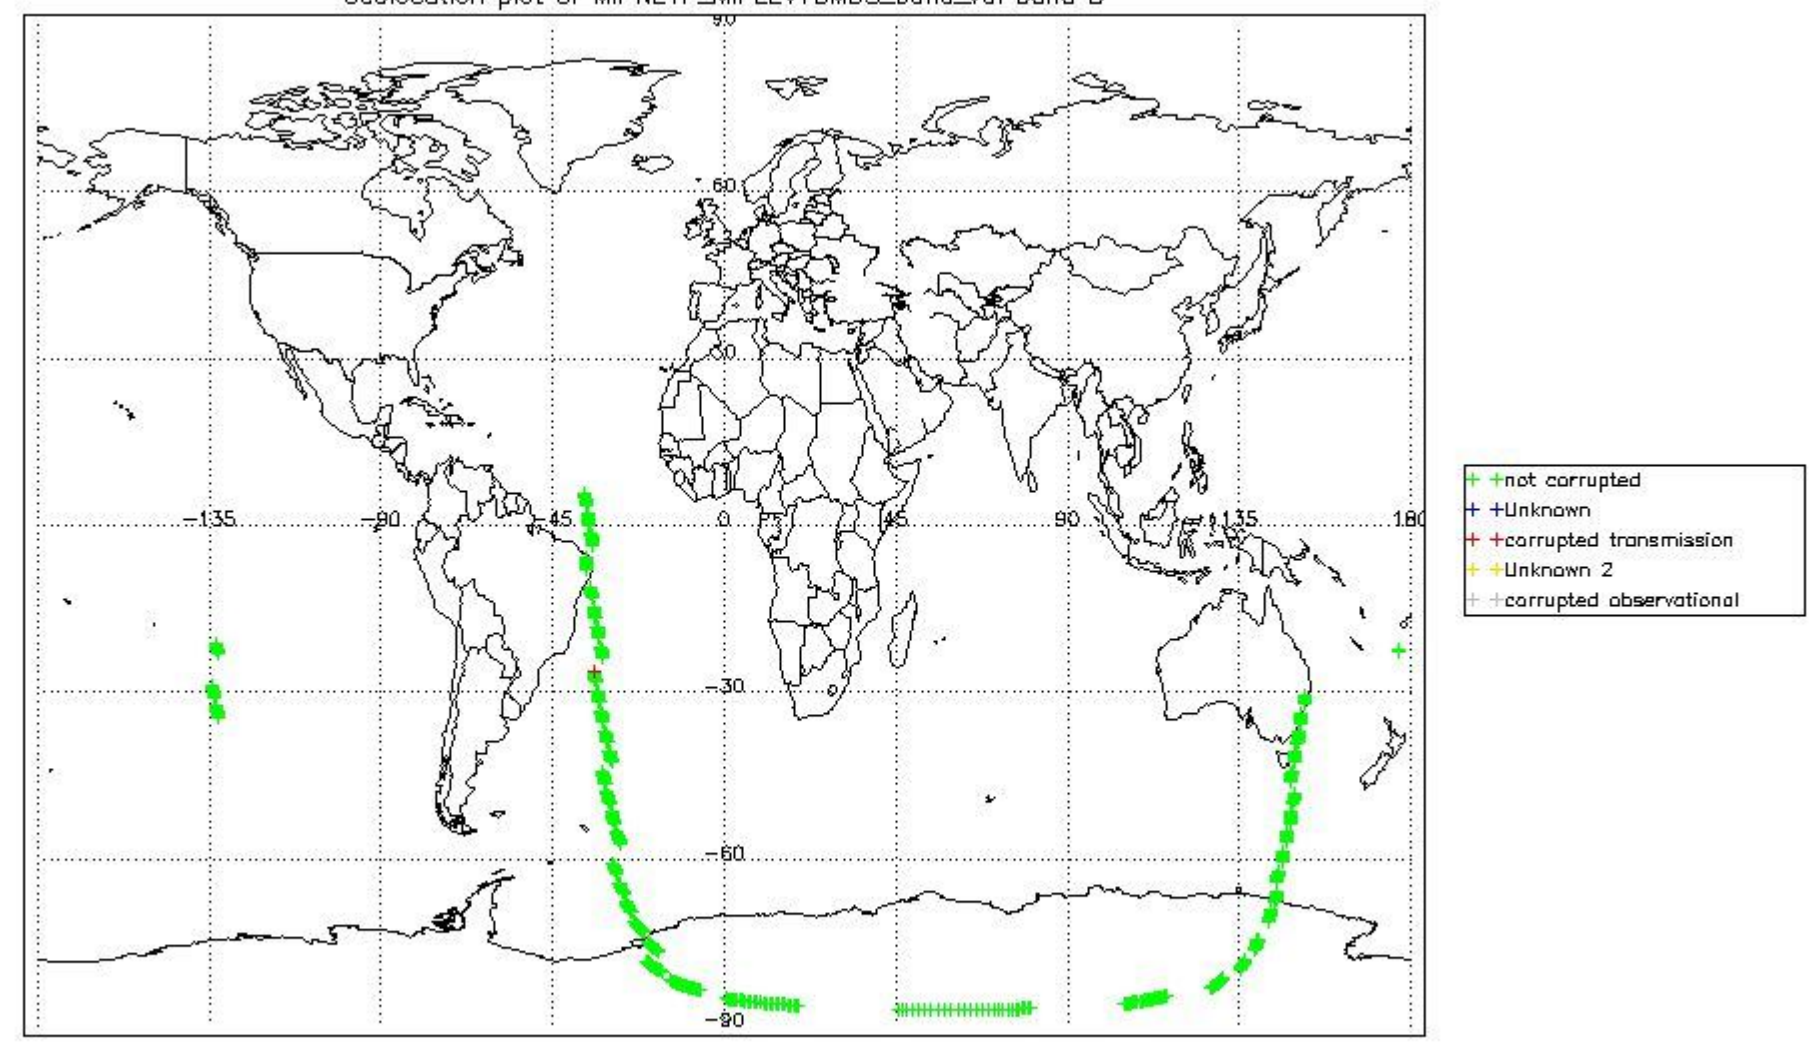 90
60
30
-135
-90
-45
0
45
90
135
180
-30
-60
-90
not corrupted
Unknown
corrupted transmission
Unknown 2
corrupted observational